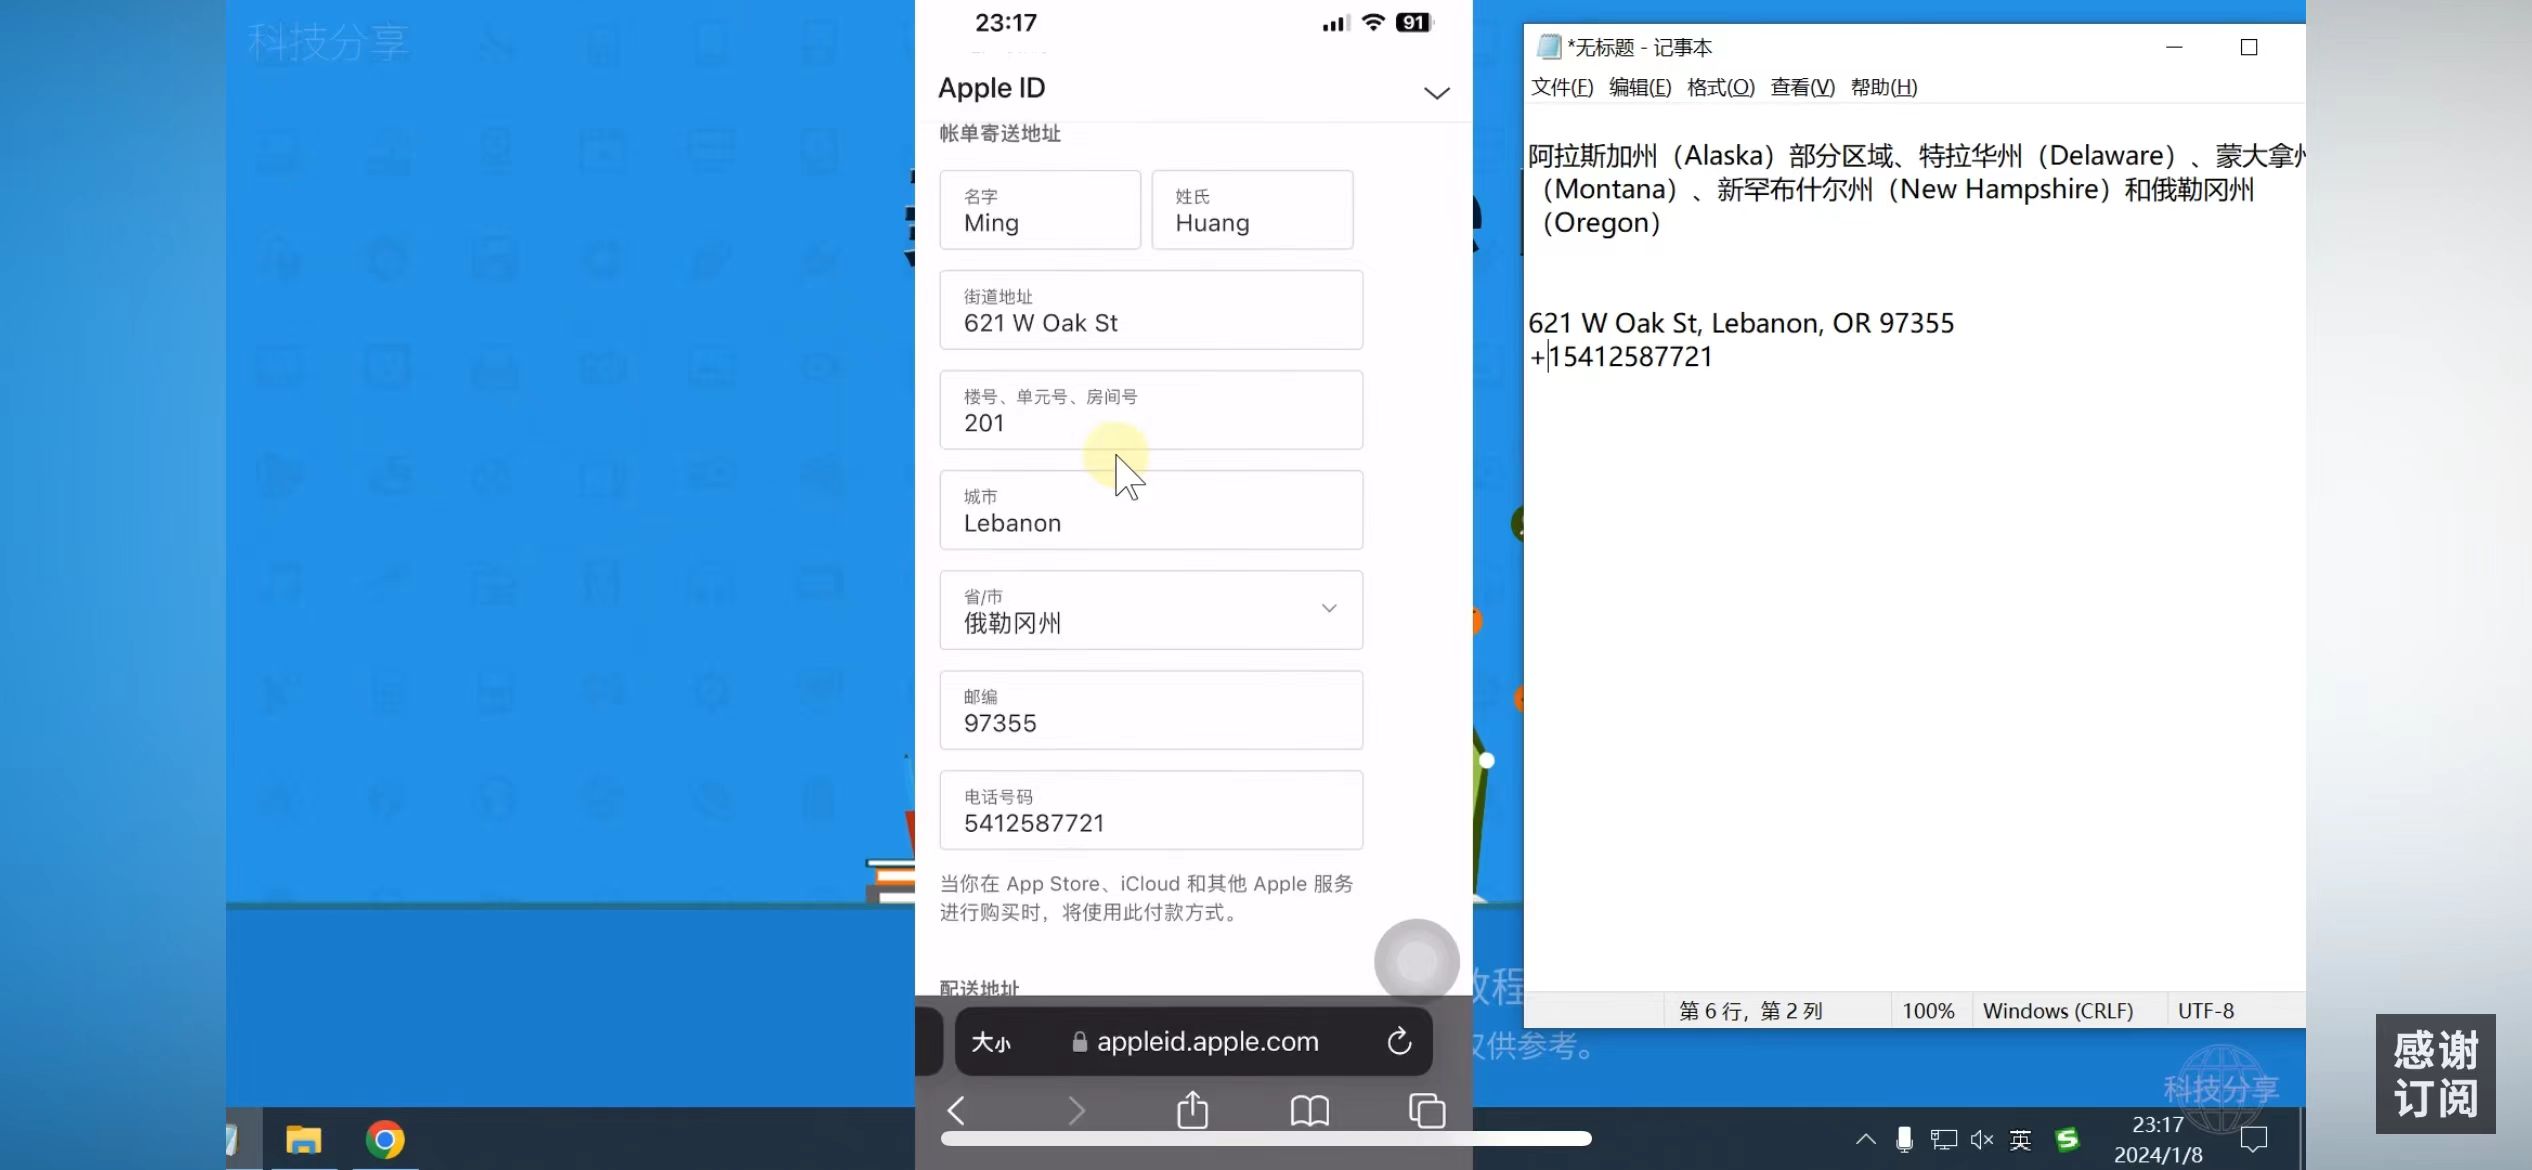 科技分享
23:17
91
Apple ID
帐单寄送地址
名字
Ming
姓氏
Huang
街道地址
621 W Oak St
楼号、单元号、房间号
201
城市
Lebanon
省/市
俄勒冈州
邮编
97355
电话号码
5412587721
当你在 App Store、iCloud 和其他 Apple 服务
进行购买时，将使用此付款方式。
配送地址
大小
appleid.apple.com
*无标题 - 记事本
文件(F) 编辑(E) 格式(O) 查看(V) 帮助(H)
阿拉斯加州（Alaska）部分区域、特拉华州（Delaware）、蒙大拿州
（Montana）、新罕布什尔州（New Hampshire）和俄勒冈州
（Oregon）
621 W Oak St, Lebanon, OR 97355
+15412587721
第 6 行，第 2 列
100%
Windows (CRLF)
UTF-8
供参考。
科技分享
感谢
订阅
英
23:17
2024/1/8